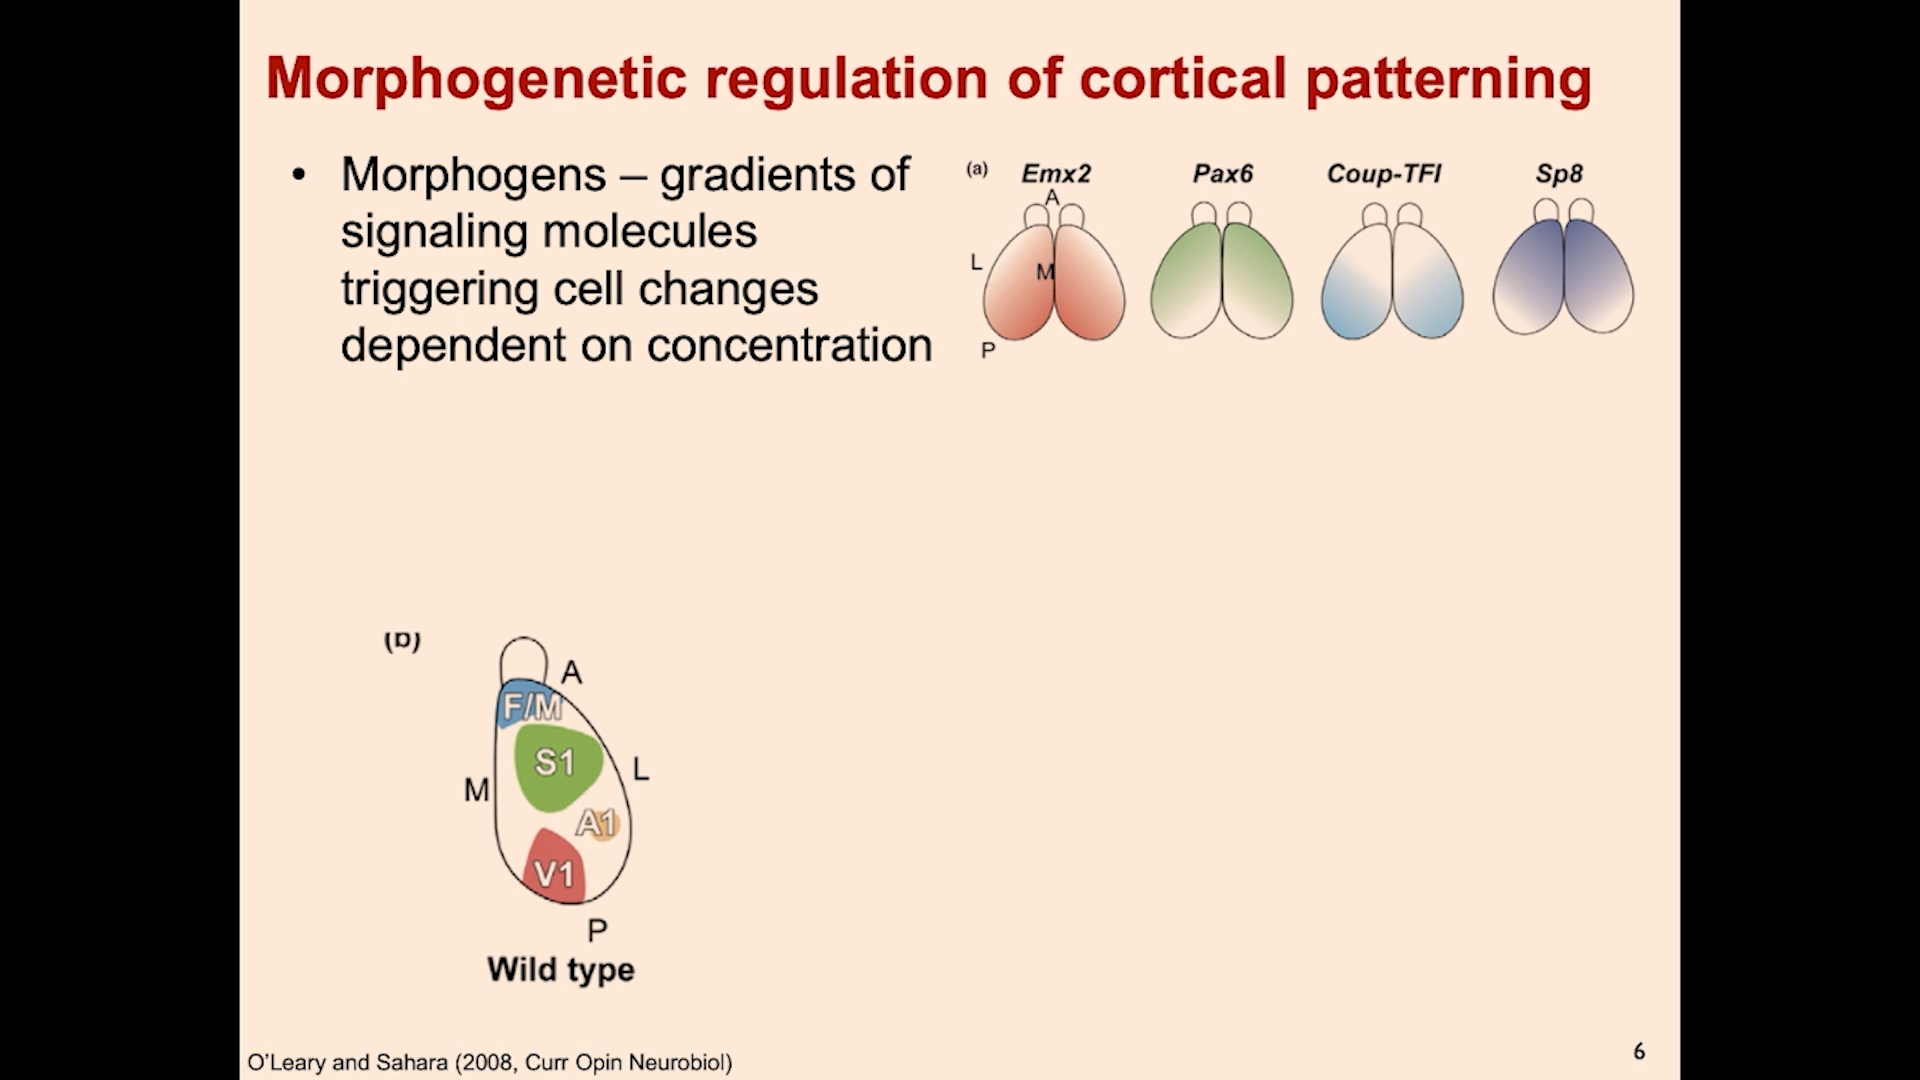 Morphogenetic regulation of cortical patterning
• Morphogens – gradients of
signaling molecules
triggering cell changes
dependent on concentration
(a) Emx2 Pax6 Coup-TFI Sp8
A
L
M
P
(b)
A
F/M
S1
L
M
A1
V1
P
Wild type
O'Leary and Sahara (2008, Curr Opin Neurobiol)
6